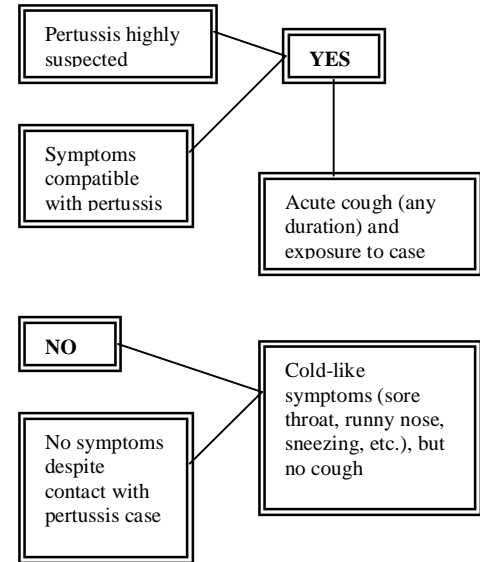 Pertussis highly
suspected
YES
Symptoms
compatible
with pertussis
Acute cough (any
duration) and
exposure to case
NO
Cold-like
symptoms (sore
throat, runny nose,
sneezing, etc.), but
no cough
No symptoms
despite
contact with
pertussis case